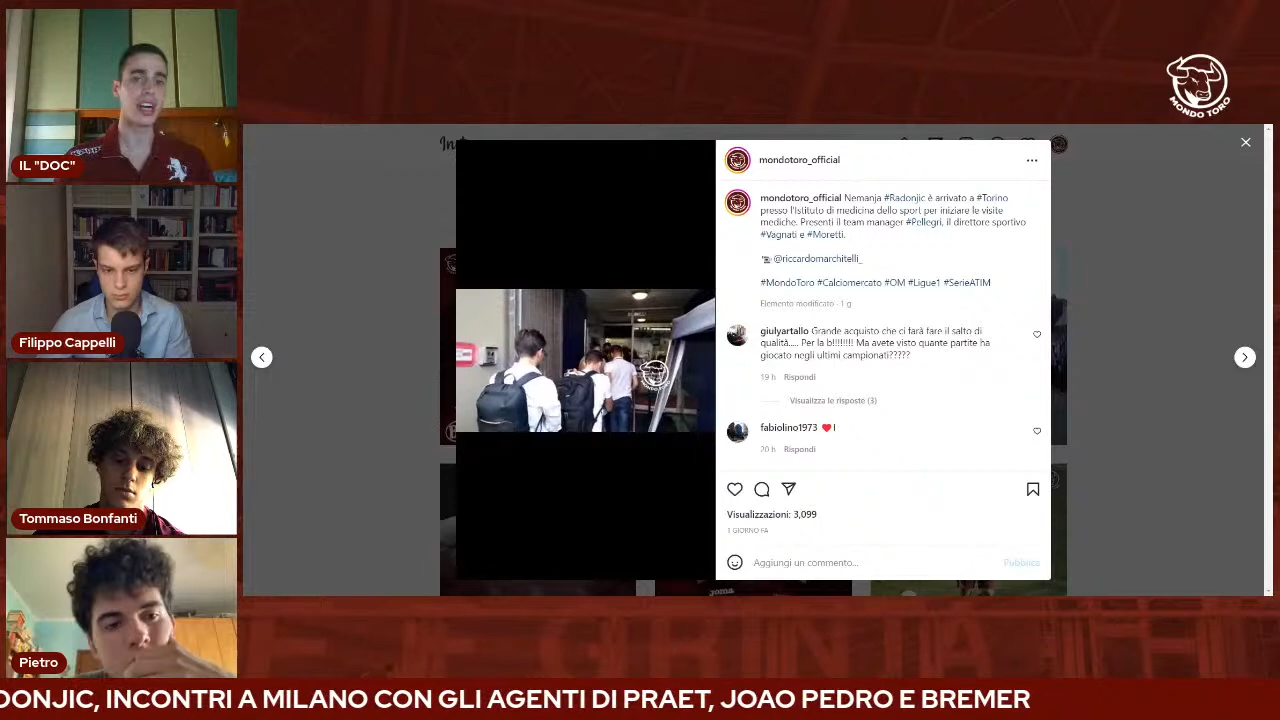 IL "DOC"
Filippo Cappelli
Tommaso Bonfanti
Pietro
MONDO TORO
mondotoro_official
mondotoro_official Nemanja #Radonjic è arrivato a #Torino
presso l'Istituto di medicina dello sport per iniziare le visite
mediche. Presenti il team manager #Pellegri, il direttore sportivo
#Vagnati e #Moretti.
@riccardomarchitelli_
#MondoToro #Calciomercato #OM #Ligue1 #SerieATIM
Elemento modificato · 1 g
giulyartallo Grande acquisto che ci farà fare il salto di
qualità..... Per la b!!!!!!!! Ma avete visto quante partite ha
giocato negli ultimi campionati?????
19 h Rispondi
Visualizza le risposte (3)
fabiolino1973 ❤️!
20 h Rispondi
Visualizzazioni: 3,099
1 GIORNO FA
Aggiungi un commento...
Pubblica
DONJIC, INCONTRI A MILANO CON GLI AGENTI DI PRAET, JOAO PEDRO E BREMER